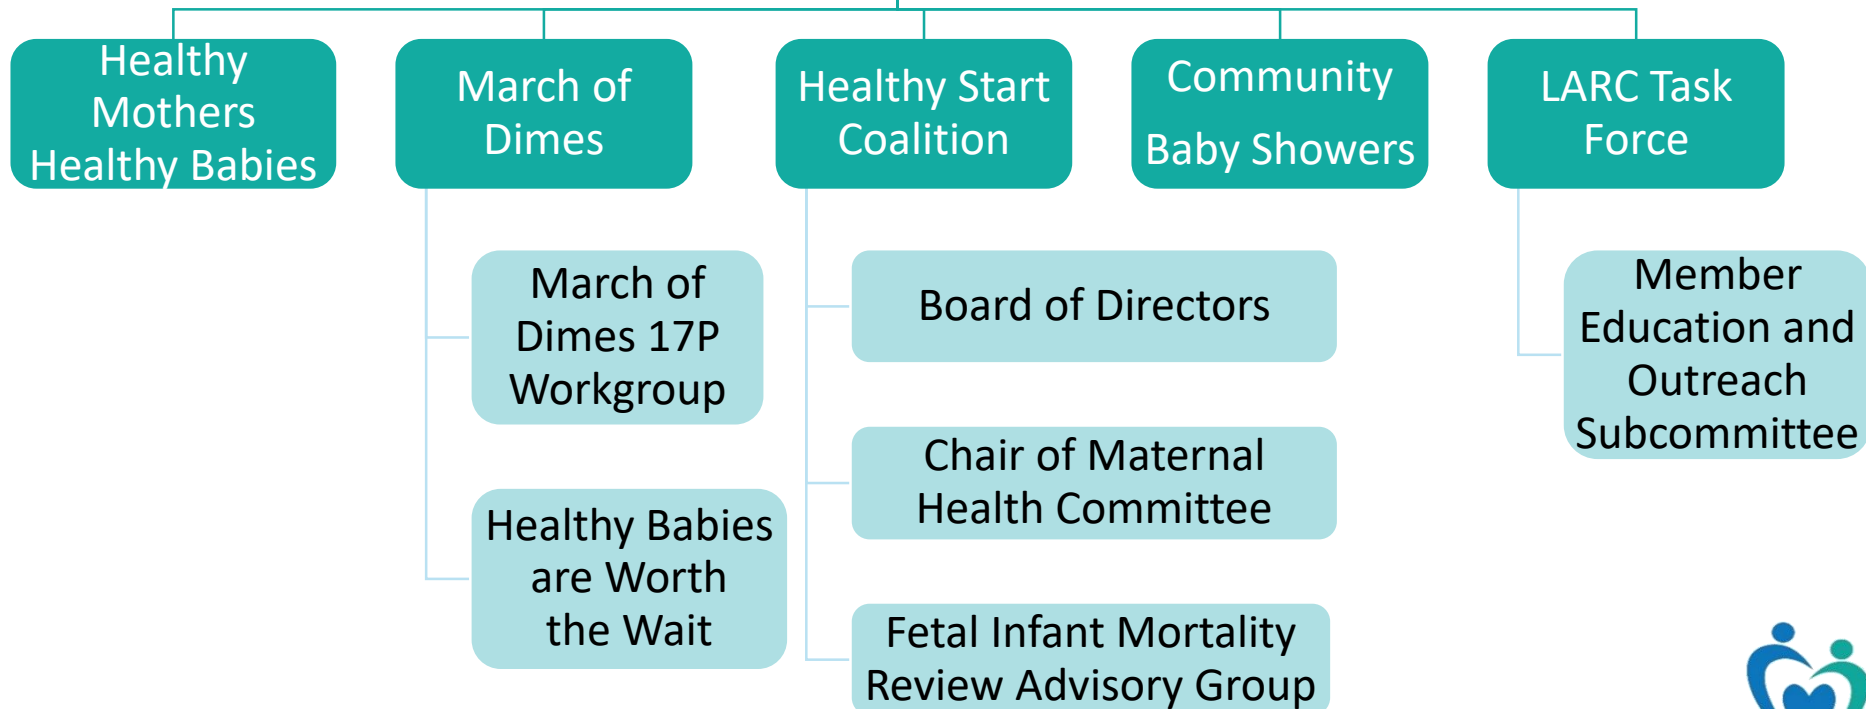 Healthy
Mothers
Healthy Babies
March of
Dimes
Healthy Start
Coalition
Community
Baby Showers
LARC Task
Force
March of
Dimes 17P
Workgroup
Healthy Babies
are Worth
the Wait
Board of Directors
Chair of Maternal
Health Committee
Fetal Infant Mortality
Review Advisory Group
Member
Education and
Outreach
Subcommittee